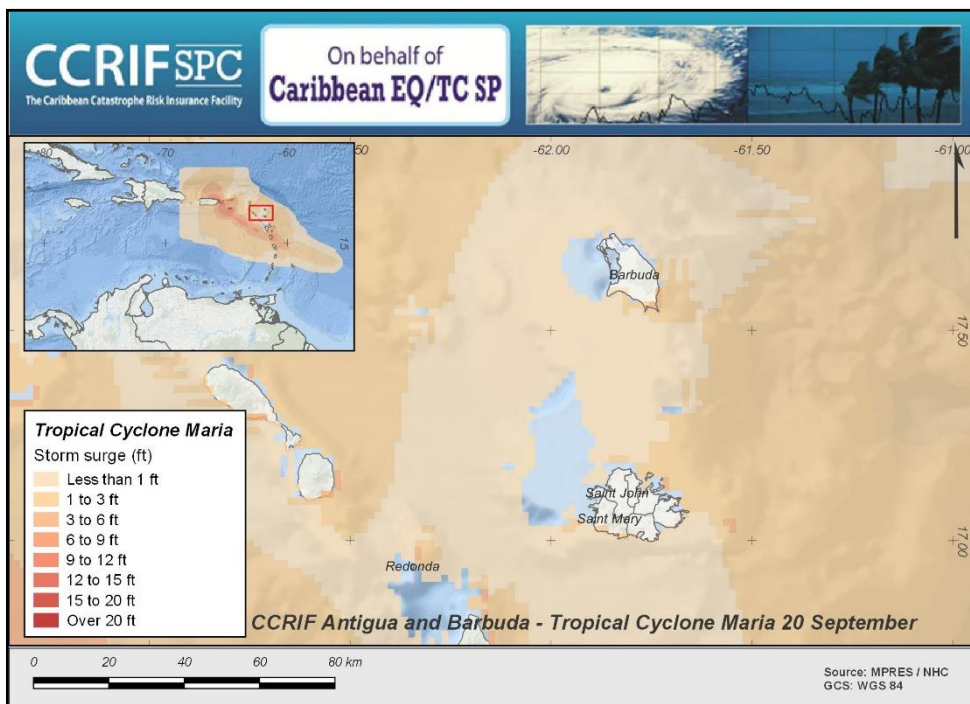 CCRIF SPC
The Caribbean Catastrophe Risk Insurance Facility
On behalf of
Caribbean EQ/TC SP
-80
-70
-60
15
.50
-62.00
-61.50
-61.00
Barbuda
17.50
Saint John
Saint Mary
17.00
Redonda
Tropical Cyclone Maria
Storm surge (ft)
Less than 1 ft
1 to 3 ft
3 to 6 ft
6 to 9 ft
9 to 12 ft
12 to 15 ft
15 to 20 ft
Over 20 ft
CCRIF Antigua and Barbuda - Tropical Cyclone Maria 20 September
0 20 40 60 80 km
Source: MPRES / NHC
GCS: WGS 84